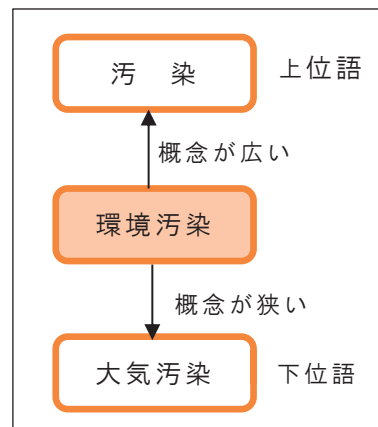 汚　染　上位語
概念が広い
環境汚染
概念が狭い
大気汚染　下位語